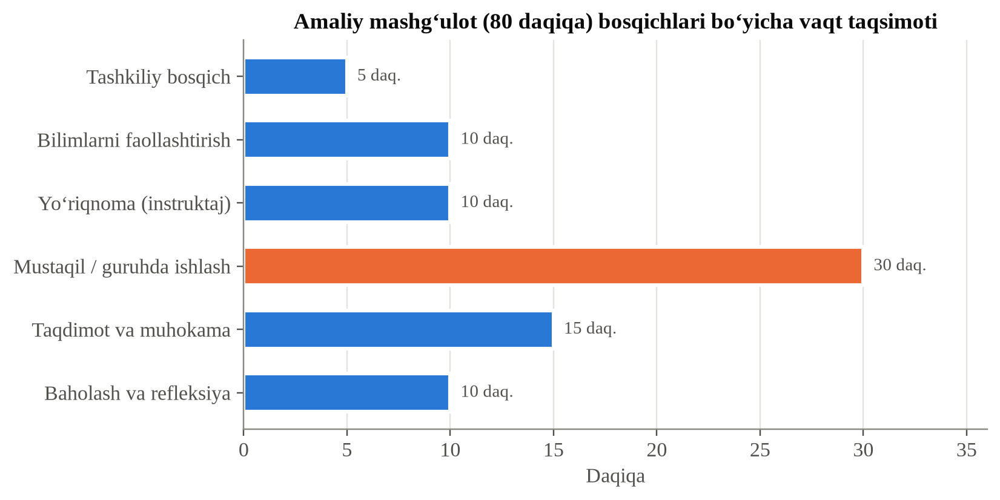 Amaliy mashg‘ulot (80 daqiqa) bosqichlari bo‘yicha vaqt taqsimoti
Tashkiliy bosqich 5 daq.
Bilimlarni faollashtirish 10 daq.
Yo‘riqnoma (instruktaj) 10 daq.
Mustaqil / guruhda ishlash 30 daq.
Taqdimot va muhokama 15 daq.
Baholash va refleksiya 10 daq.
0 5 10 15 20 25 30 35
Daqiqa